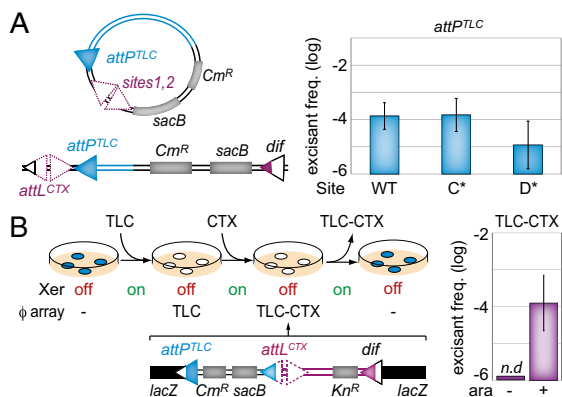 A
attP^TLC
sites1,2
Cm^R
sacB
attP^TLC
Cm^R
sacB
dif
attL^CTX
attP^TLC
excisant freq. (log)
-2
-4
-6
Site WT C* D*
B
TLC CTX TLC-CTX
Xer off on off on off on off
ϕ array - TLC TLC-CTX -
attP^TLC attL^CTX dif
lacZ Cm^R sacB Kn^R lacZ
TLC-CTX
excisant freq. (log)
-2
-4
-6
n.d
ara - +